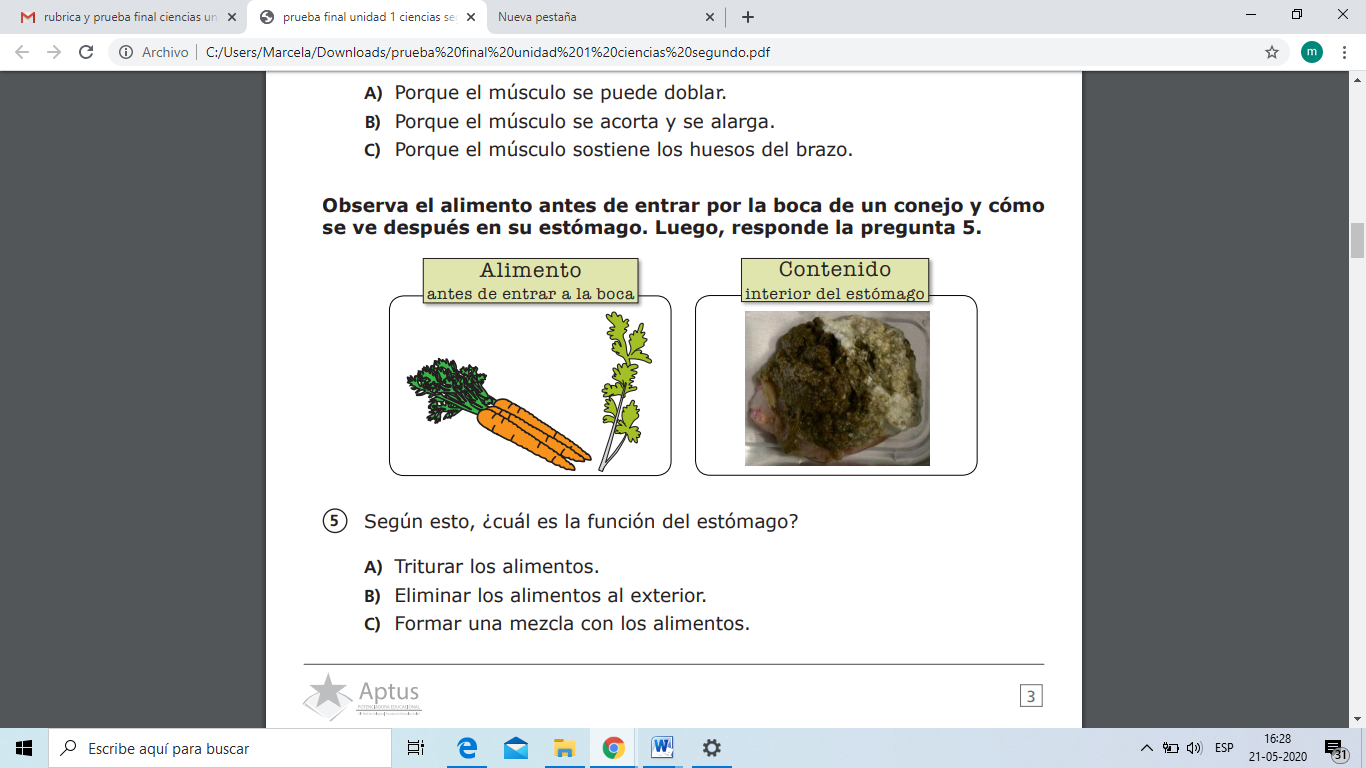 rubrica y prueba final ciencias un
prueba final unidad 1 ciencias se
Nueva pestaña
Archivo
C:/Users/Marcela/Downloads/prueba%20final%20unidad%201%20ciencias%20segundo.pdf
m
A) Porque el músculo se puede doblar.
B) Porque el músculo se acorta y se alarga.
C) Porque el músculo sostiene los huesos del brazo.
Observa el alimento antes de entrar por la boca de un conejo y cómo
se ve después en su estómago. Luego, responde la pregunta 5.
Alimento
antes de entrar a la boca
Contenido
interior del estómago
5 Según esto, ¿cuál es la función del estómago?
A) Triturar los alimentos.
B) Eliminar los alimentos al exterior.
C) Formar una mezcla con los alimentos.
Aptus
POTENCIADORA EDUCACIONAL
3
Escribe aquí para buscar
ESP
16:28
21-05-2020
31